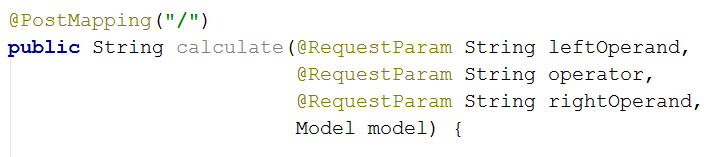 @PostMapping("/")
public String calculate(@RequestParam String leftOperand,
@RequestParam String operator,
@RequestParam String rightOperand,
Model model) {